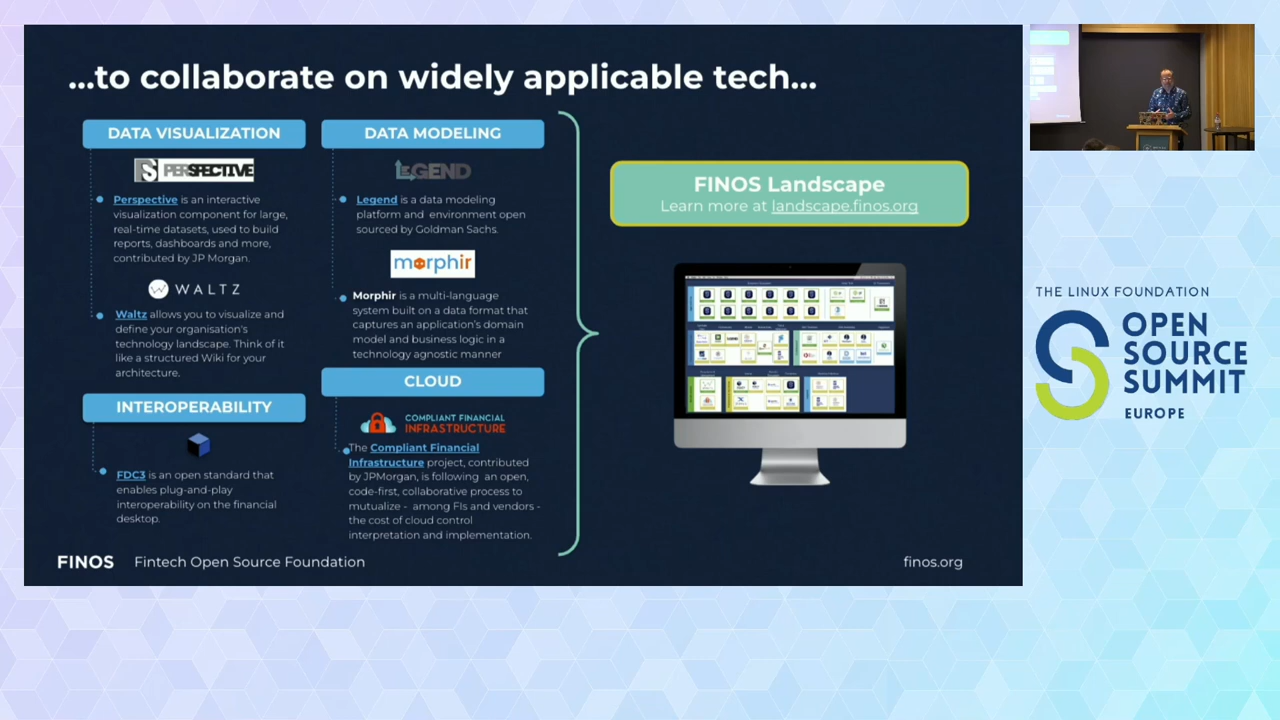 ...to collaborate on widely applicable tech...
DATA VISUALIZATION
PERSPECTIVE
Perspective is an interactive
visualization component for large,
real-time datasets, used to build
reports, dashboards and more,
contributed by JP Morgan.
WALTZ
Waltz allows you to visualize and
define your organisation's
technology landscape. Think of it
like a structured Wiki for your
architecture.
INTEROPERABILITY
FDC3 is an open standard that
enables plug-and-play
interoperability on the financial
desktop.
DATA MODELING
LEGEND
Legend is a data modeling
platform and environment open
sourced by Goldman Sachs.
morphir
Morphir is a multi-language
system built on a data format that
captures an application's domain
model and business logic in a
technology agnostic manner
CLOUD
COMPLIANT FINANCIAL
INFRASTRUCTURE
The Compliant Financial
Infrastructure project, contributed
by JPMorgan, is following an open,
code-first, collaborative process to
mutualize - among FIs and vendors -
the cost of cloud control
interpretation and implementation.
FINOS Landscape
Learn more at landscape.finos.org
FINOS Fintech Open Source Foundation
finos.org
THE LINUX FOUNDATION
OPEN
SOURCE
SUMMIT
EUROPE